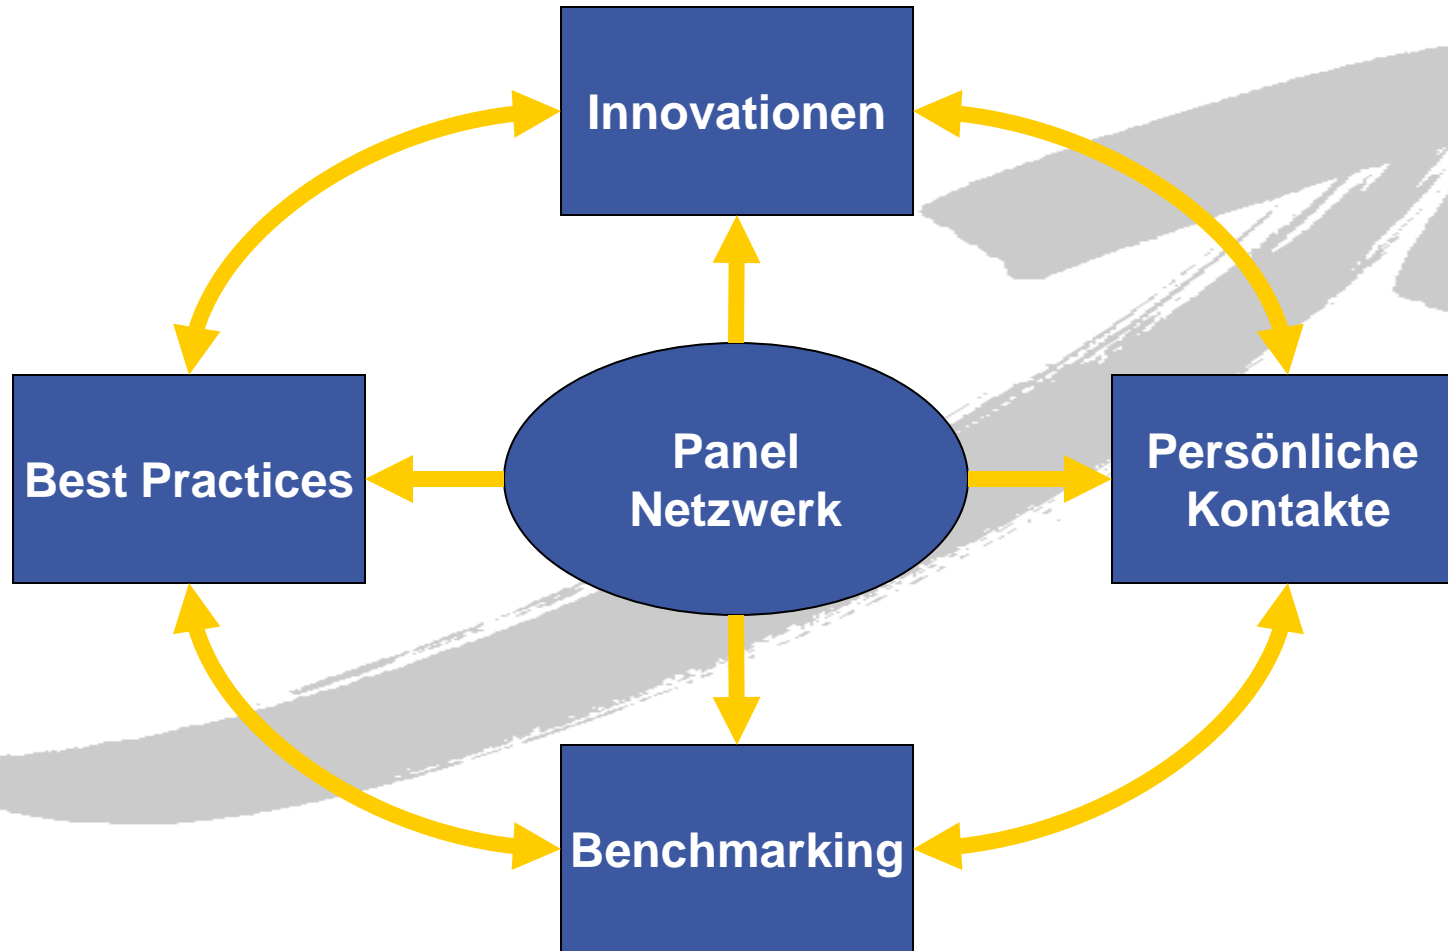 Innovationen
Best Practices
Panel
Netzwerk
Persönliche
Kontakte
Benchmarking